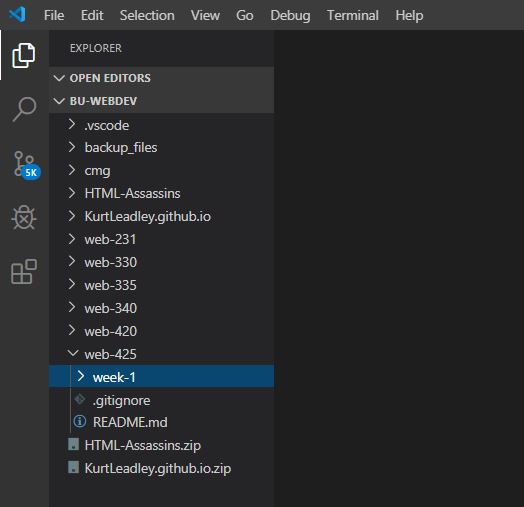 File Edit Selection View Go Debug Terminal Help
EXPLORER
OPEN EDITORS
BU-WEBDEV
.vscode
backup_files
cmg
HTML-Assassins
KurtLeadley.github.io
5K
web-231
web-330
web-335
web-340
web-420
web-425
week-1
.gitignore
README.md
HTML-Assassins.zip
KurtLeadley.github.io.zip